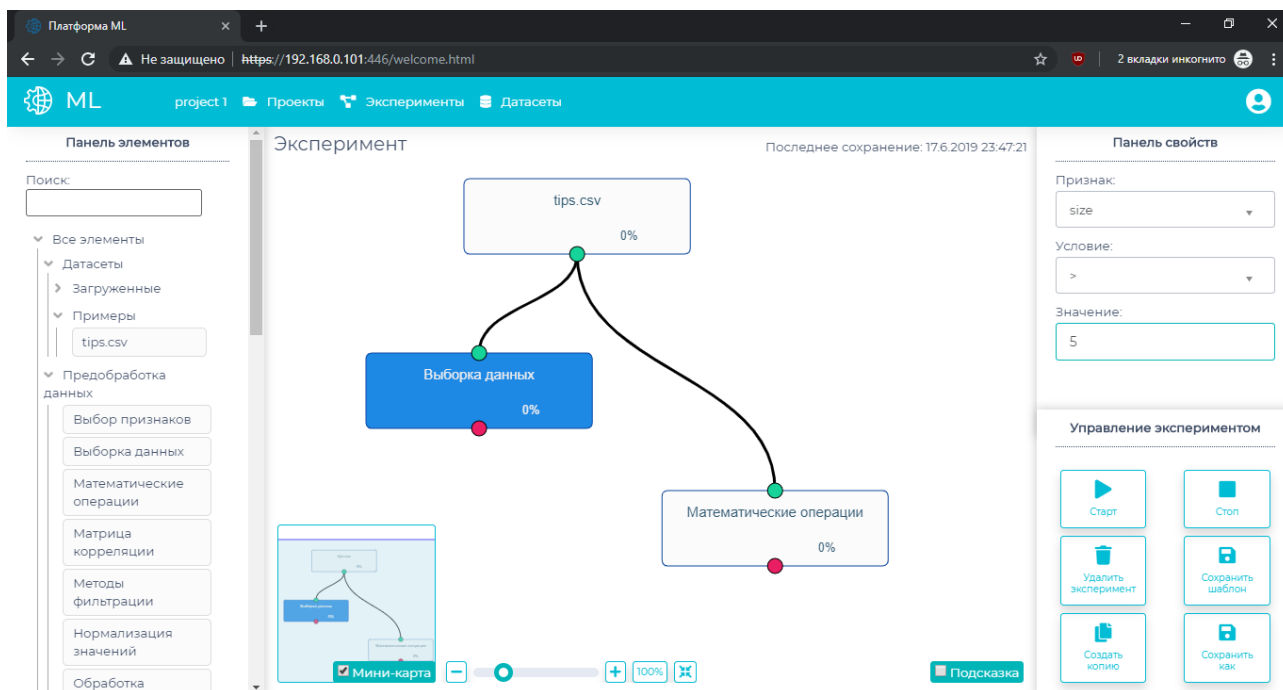 Платформа ML
Не защищено https://192.168.0.101:446/welcome.html
2 вкладки инкогнито
ML project 1 Проекты Эксперименты Датасеты
Панель элементов
Поиск:
Все элементы
Датасеты
Загруженные
Примеры
tips.csv
Предобработка
данных
Выбор признаков
Выборка данных
Математические
операции
Матрица
корреляции
Методы
фильтрации
Нормализация
значений
Обработка
Эксперимент
Последнее сохранение: 17.6.2019 23:47:21
tips.csv
0%
Выборка данных
0%
Математические операции
0%
Мини-карта
100%
Подсказка
Панель свойств
Признак:
size
Условие:
>
Значение:
5
Управление экспериментом
Старт
Стоп
Удалить
эксперимент
Сохранить
шаблон
Создать
копию
Сохранить
как